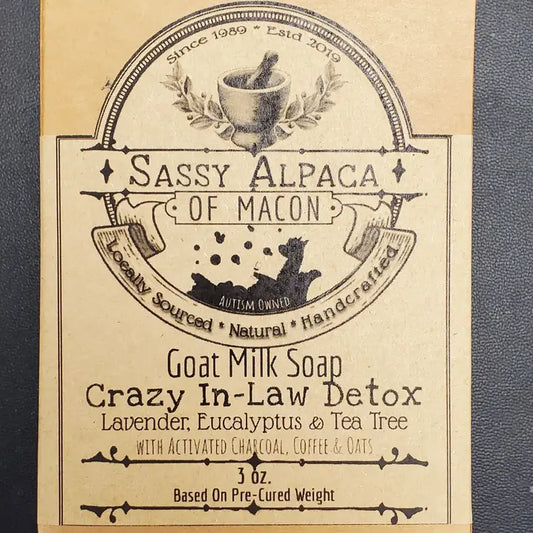 Since 1989 * Estd 2019
Sassy Alpaca
of Macon
Autism Owned
Locally Sourced * Natural * Handcrafted
Goat Milk Soap
Crazy In-Law Detox
Lavender, Eucalyptus & Tea Tree
with Activated Charcoal, Coffee & Oats
3 oz.
Based On Pre-Cured Weight